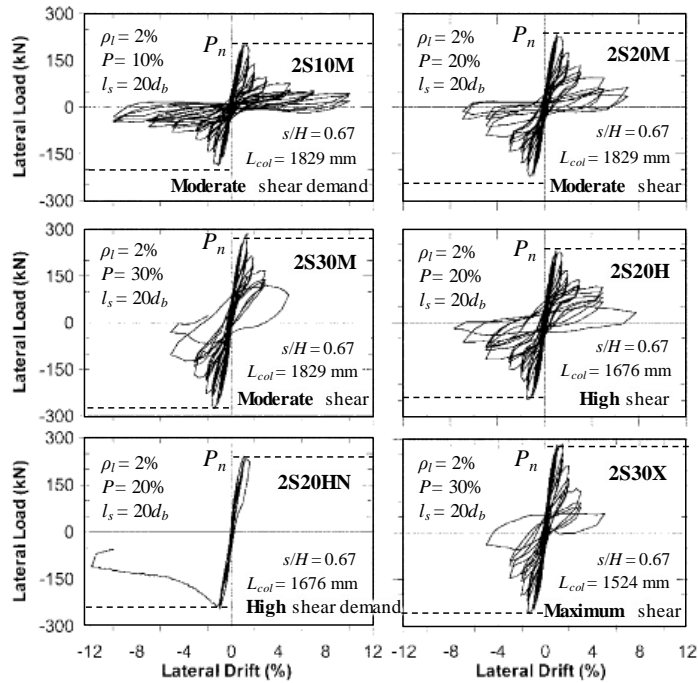 300
150
0
-150
-300
Lateral Load (kN)
ρl = 2%
P = 10%
ls = 20db
Pn
2S10M
s/H = 0.67
Lcol = 1829 mm
Moderate shear demand
ρl = 2%
P = 20%
ls = 20db
Pn
2S20M
s/H = 0.67
Lcol = 1829 mm
Moderate shear
300
150
0
-150
-300
Lateral Load (kN)
ρl = 2%
P = 30%
ls = 20db
Pn
2S30M
s/H = 0.67
Lcol = 1829 mm
Moderate shear
ρl = 2%
P = 20%
ls = 20db
Pn
2S20H
s/H = 0.67
Lcol = 1676 mm
High shear
300
150
0
-150
-300
Lateral Load (kN)
ρl = 2%
P = 20%
ls = 20db
Pn
2S20HN
s/H = 0.67
Lcol = 1676 mm
High shear demand
ρl = 2%
P = 30%
ls = 20db
Pn
2S30X
s/H = 0.67
Lcol = 1524 mm
Maximum shear
-12 -8 -4 0 4 8 12
-8 -4 0 4 8 12
Lateral Drift (%)
Lateral Drift (%)